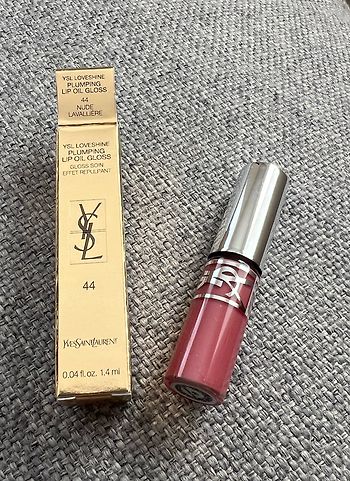 YSL LOVESHINE
PLUMPING
LIP OIL GLOSS
44
NUDE
LAVALLIÈRE
YSL LOVESHINE
PLUMPING
LIP OIL GLOSS
GLOSS SOIN
EFFET REPULPANT
YSL
44
YVESSAINTLAURENT
0.04 fl.oz. 1.4 ml